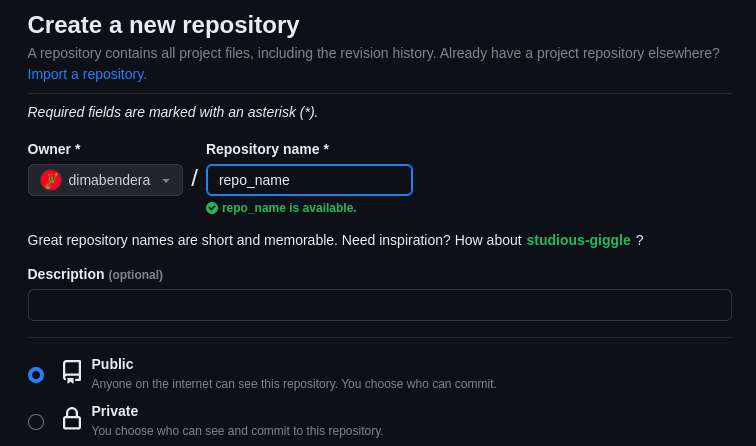 Create a new repository
A repository contains all project files, including the revision history. Already have a project repository elsewhere?
Import a repository.
Required fields are marked with an asterisk (*).
Owner * Repository name *
dimabendera / repo_name
repo_name is available.
Great repository names are short and memorable. Need inspiration? How about studious-giggle ?
Description (optional)
Public
Anyone on the internet can see this repository. You choose who can commit.
Private
You choose who can see and commit to this repository.